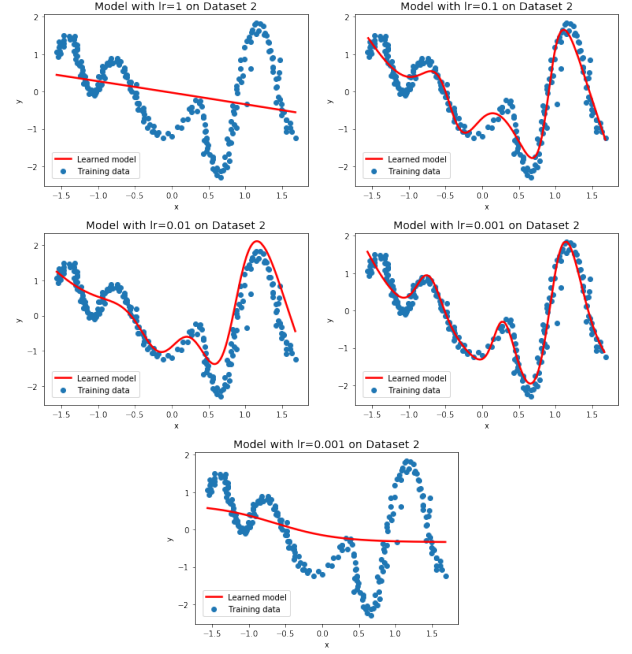 Model with lr=1 on Dataset 2
2
1
0
−1
−2
y
Learned model
Training data
−1.5 −1.0 −0.5 0.0 0.5 1.0 1.5
x
Model with lr=0.1 on Dataset 2
2
1
0
−1
−2
y
Learned model
Training data
−1.5 −1.0 −0.5 0.0 0.5 1.0 1.5
x
Model with lr=0.01 on Dataset 2
2
1
0
−1
−2
y
Learned model
Training data
−1.5 −1.0 −0.5 0.0 0.5 1.0 1.5
x
Model with lr=0.001 on Dataset 2
2
1
0
−1
−2
y
Learned model
Training data
−1.5 −1.0 −0.5 0.0 0.5 1.0 1.5
x
Model with lr=0.001 on Dataset 2
2
1
0
−1
−2
y
Learned model
Training data
−1.5 −1.0 −0.5 0.0 0.5 1.0 1.5
x